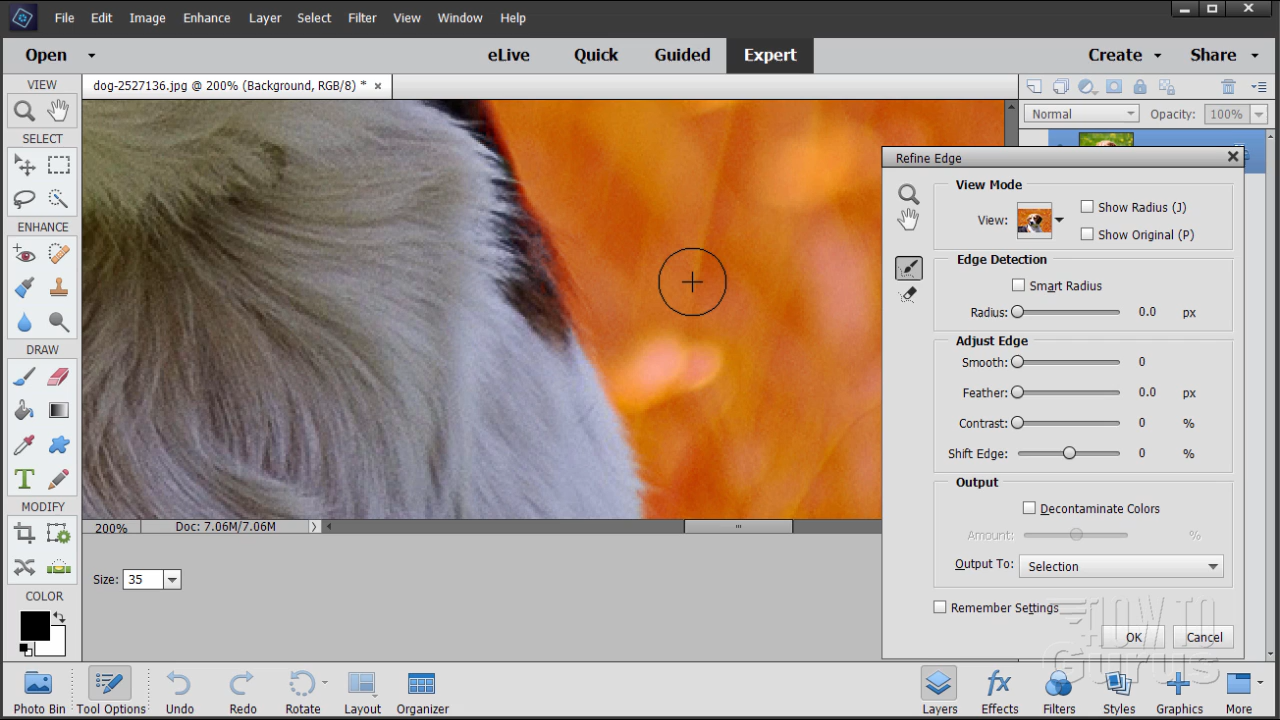 File Edit Image Enhance Layer Select Filter View Window Help
Open eLive Quick Guided Expert Create Share
VIEW
dog-2527136.jpg @ 200% (Background, RGB/8) * ×
Normal Opacity: 100%
SELECT
ENHANCE
DRAW
T
MODIFY
COLOR
Refine Edge
View Mode
View:
Show Radius (J)
Show Original (P)
Edge Detection
Smart Radius
Radius: 0.0 px
Adjust Edge
Smooth: 0
Feather: 0.0 px
Contrast: 0 %
Shift Edge: 0 %
Output
Decontaminate Colors
Amount: %
Output To: Selection
Remember Settings
OK Cancel
200% Doc: 7.06M/7.06M
Size: 35
HOW TO
Gurus
Photo Bin Tool Options Undo Redo Rotate Layout Organizer
fx
Layers Effects Filters Styles Graphics More